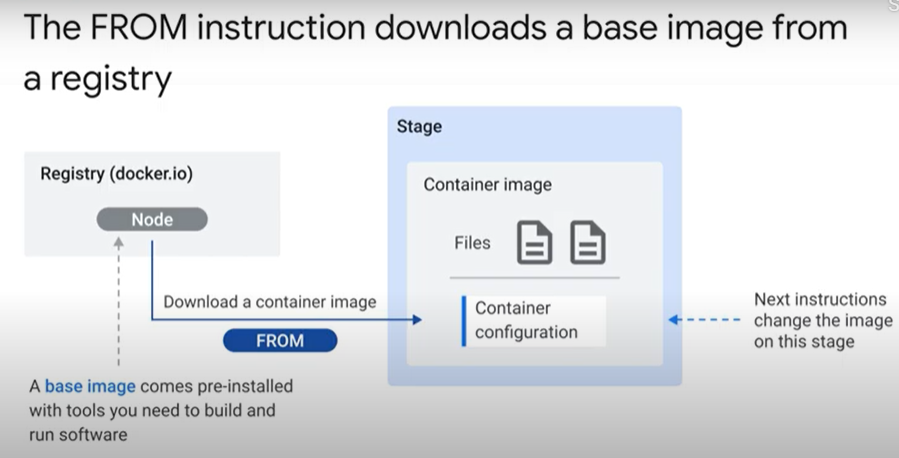 The FROM instruction downloads a base image from
a registry
Stage
Registry (docker.io)
Container image
Node
Files
Download a container image
Container
configuration
FROM
Next instructions
change the image
on this stage
A base image comes pre-installed
with tools you need to build and
run software